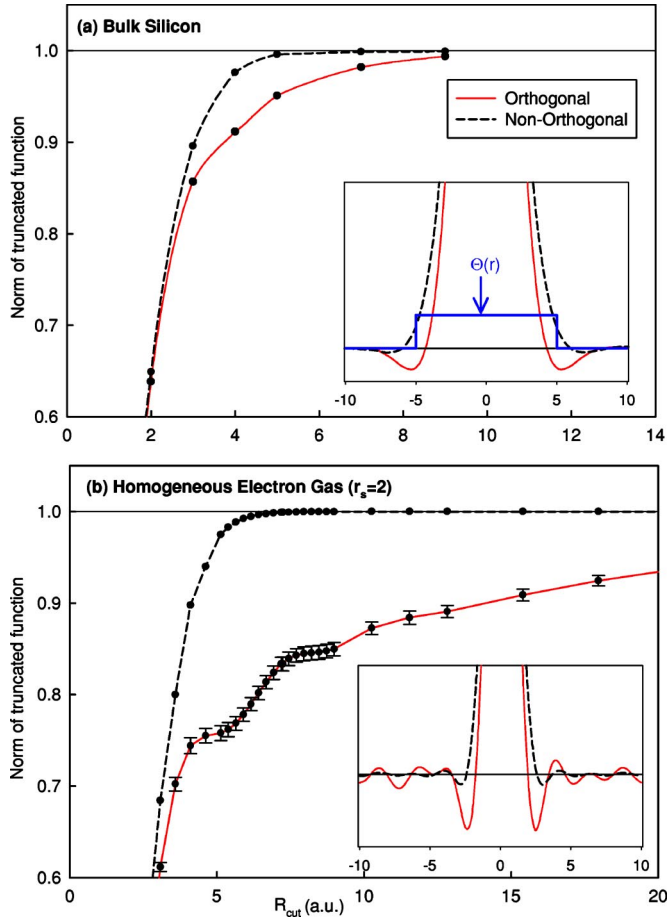 (a) Bulk Silicon
1.0
0.9
0.8
0.7
0.6
Norm of truncated function
Orthogonal
Non-Orthogonal
Θ(r)
-10 -5 0 5 10
0 2 4 6 8 10 12 14
(b) Homogeneous Electron Gas (rs=2)
1.0
0.9
0.8
0.7
0.6
Norm of truncated function
-10 -5 0 5 10
0 5 10 15 20
Rcut (a.u.)